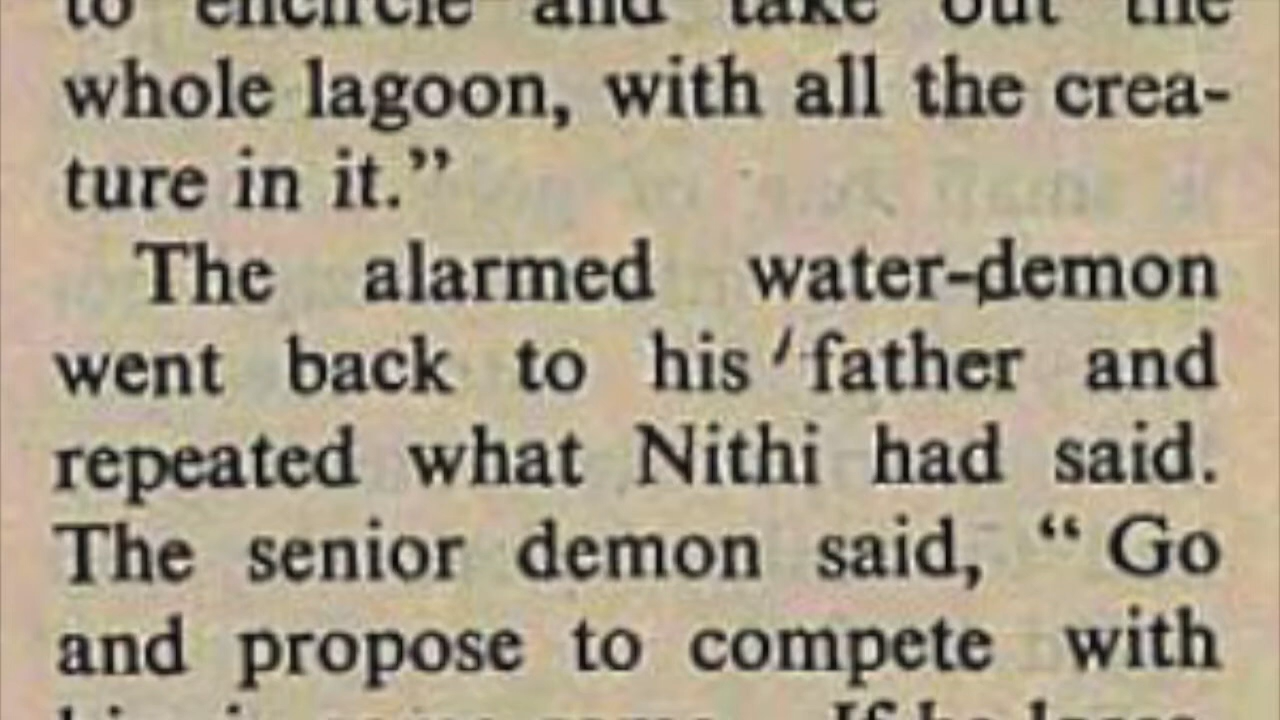 to encircle and take out the
whole lagoon, with all the crea-
ture in it.”
The alarmed water-demon
went back to his father and
repeated what Nithi had said.
The senior demon said, “ Go
and propose to compete with
If he